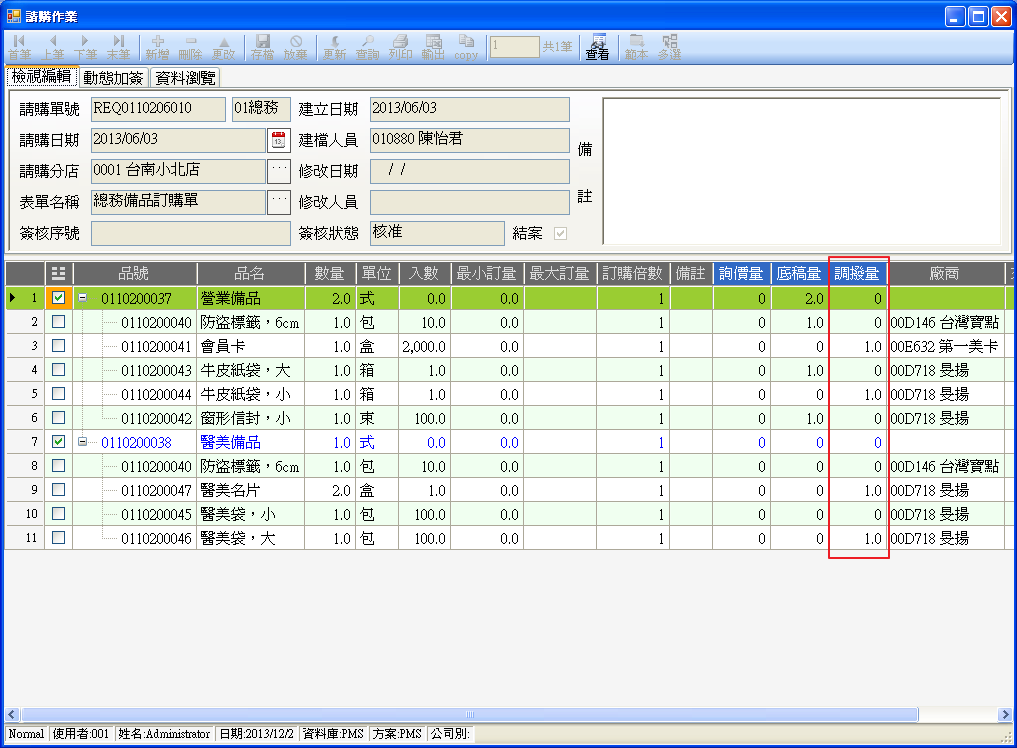 請購作業
首筆 上筆 下筆 末筆 新增 刪除 更改 存檔 放棄 更新 查詢 列印 輸出 copy 1 共1筆 查看 範本 多選
檢視編輯 動態加簽 資料瀏覽
請購單號 REQ0110206010 01總務 建立日期 2013/06/03
請購日期 2013/06/03 建檔人員 010880 陳怡君
請購分店 0001 台南小北店 修改日期 / /
表單名稱 總務備品訂購單 修改人員
簽核序號 簽核狀態 核准 結案
備註
品號 品名 數量 單位 入數 最小訂量 最大訂量 訂購倍數 備註 詢價量 底稿量 調撥量 廠商
1 0110200037 營業備品 2.0 式 0.0 0.0 1 0 2.0 0
2 0110200040 防盜標籤，6cm 1.0 包 10.0 0.0 1 0 1.0 0 00D146 台灣寶點
3 0110200041 會員卡 1.0 盒 2,000.0 0.0 1 0 0 1.0 00E632 第一美卡
4 0110200043 牛皮紙袋，大 1.0 箱 1.0 0.0 1 0 1.0 0 00D718 旻揚
5 0110200044 牛皮紙袋，小 1.0 箱 1.0 0.0 1 0 0 1.0 00D718 旻揚
6 0110200042 窗形信封，小 1.0 束 100.0 0.0 1 0 1.0 0 00D718 旻揚
7 0110200038 醫美備品 1.0 式 0.0 0.0 1 0 0 0
8 0110200040 防盜標籤，6cm 1.0 包 10.0 0.0 1 0 0 0 00D146 台灣寶點
9 0110200047 醫美名片 2.0 盒 1.0 0.0 1 0 0 1.0 00D718 旻揚
10 0110200045 醫美袋，小 1.0 包 100.0 0.0 1 0 0 0 00D718 旻揚
11 0110200046 醫美袋，大 1.0 包 100.0 0.0 1 0 0 1.0 00D718 旻揚
Normal 使用者:001 姓名:Administrator 日期:2013/12/2 資料庫:PMS 方案:PMS 公司別: